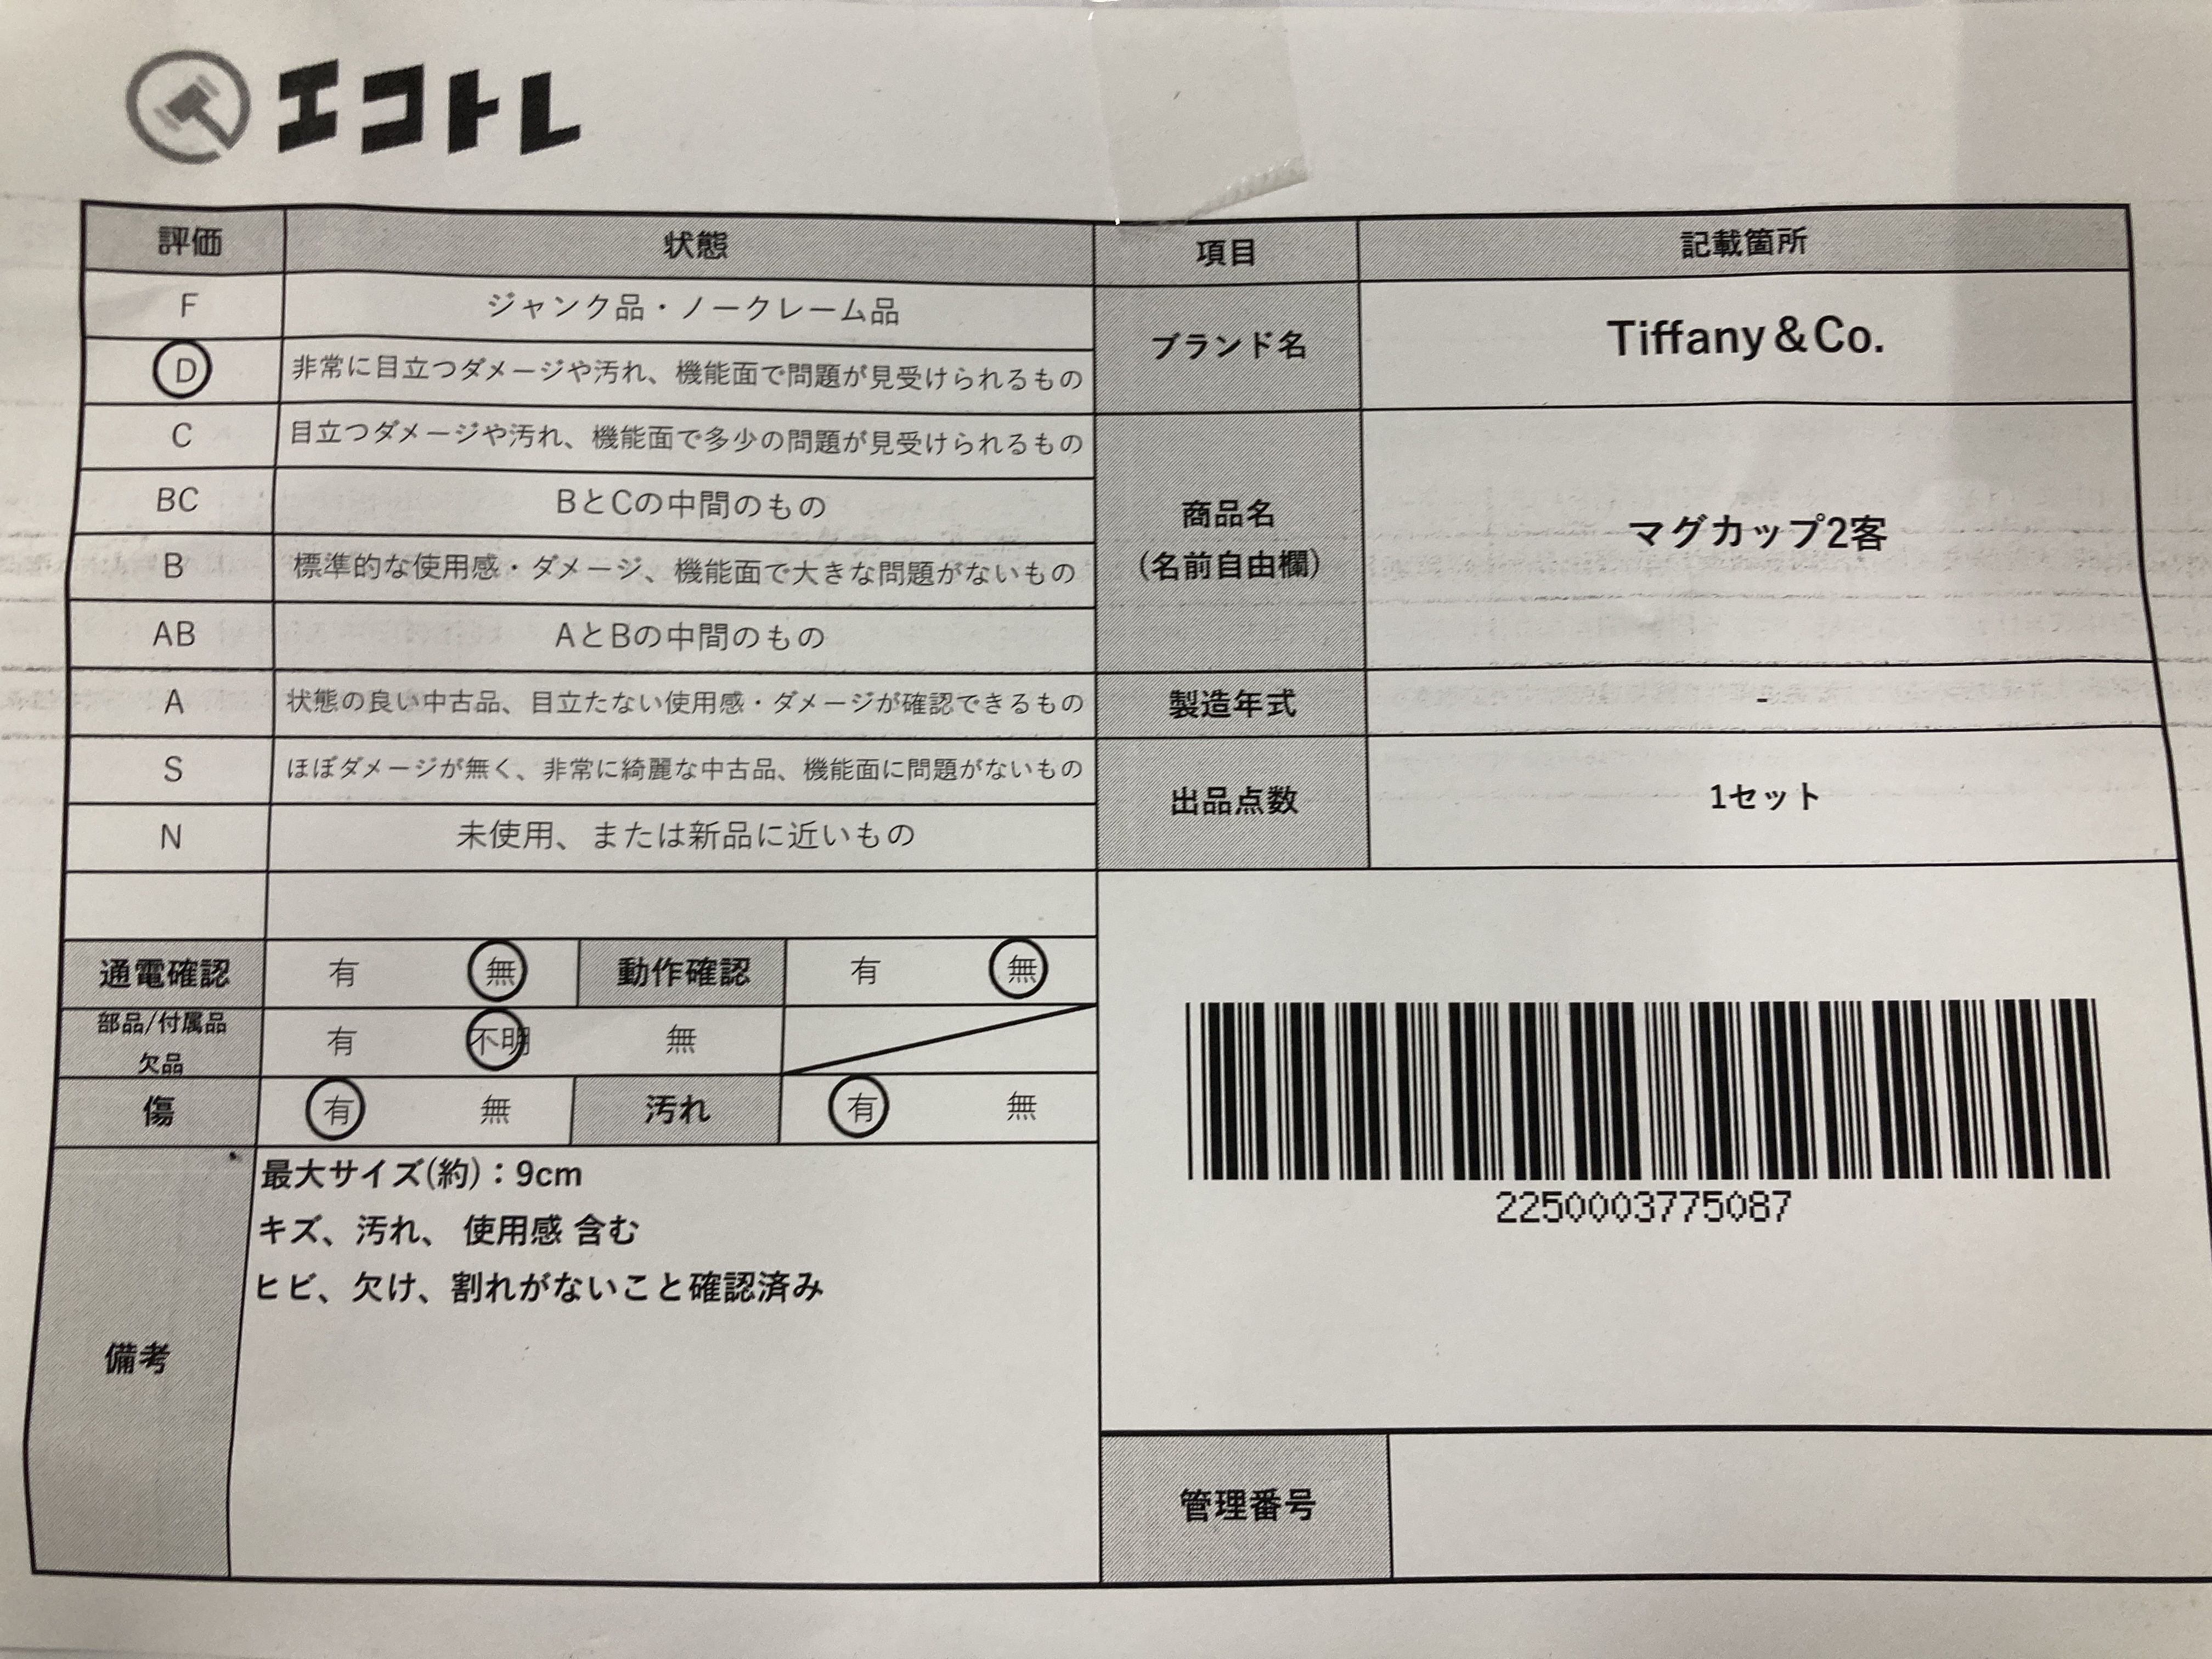 エコトレ
評価 状態
F ジャンク品・ノークレーム品
D 非常に目立つダメージや汚れ、機能面で問題が見受けられるもの
C 目立つダメージや汚れ、機能面で多少の問題が見受けられるもの
BC BとCの中間のもの
B 標準的な使用感・ダメージ、機能面で大きな問題がないもの
AB AとBの中間のもの
A 状態の良い中古品、目立たない使用感・ダメージが確認できるもの
S ほぼダメージが無く、非常に綺麗な中古品、機能面に問題がないもの
N 未使用、または新品に近いもの
通電確認 有 無 動作確認 有 無
部品/付属品
欠品 有 不明 無
傷 有 無 汚れ 有 無
備考
最大サイズ(約)：9cm
キズ、汚れ、 使用感 含む
ヒビ、欠け、割れがないこと確認済み
項目 記載箇所
ブランド名 Tiffany＆Co.
商品名
(名前自由欄) マグカップ2客
製造年式 -
出品点数 1セット
2250003775087
管理番号